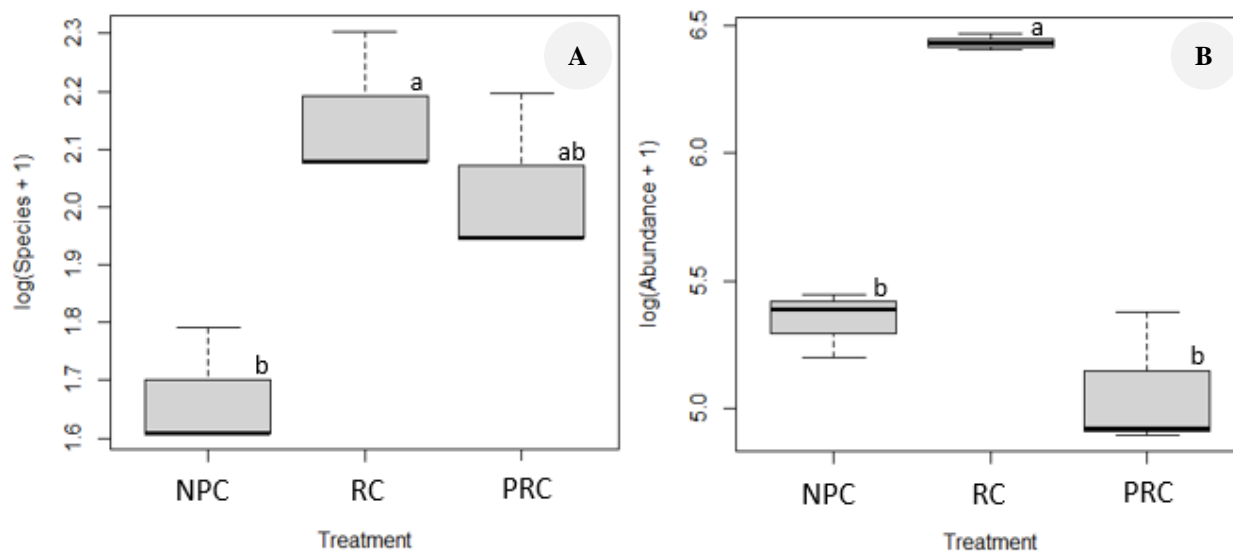 A
log(Species + 1)
2.3
2.2
2.1
2.0
1.9
1.8
1.7
1.6
a
ab
b
NPC RC PRC
Treatment
B
log(Abundance + 1)
6.5
6.0
5.5
5.0
a
b
b
NPC RC PRC
Treatment